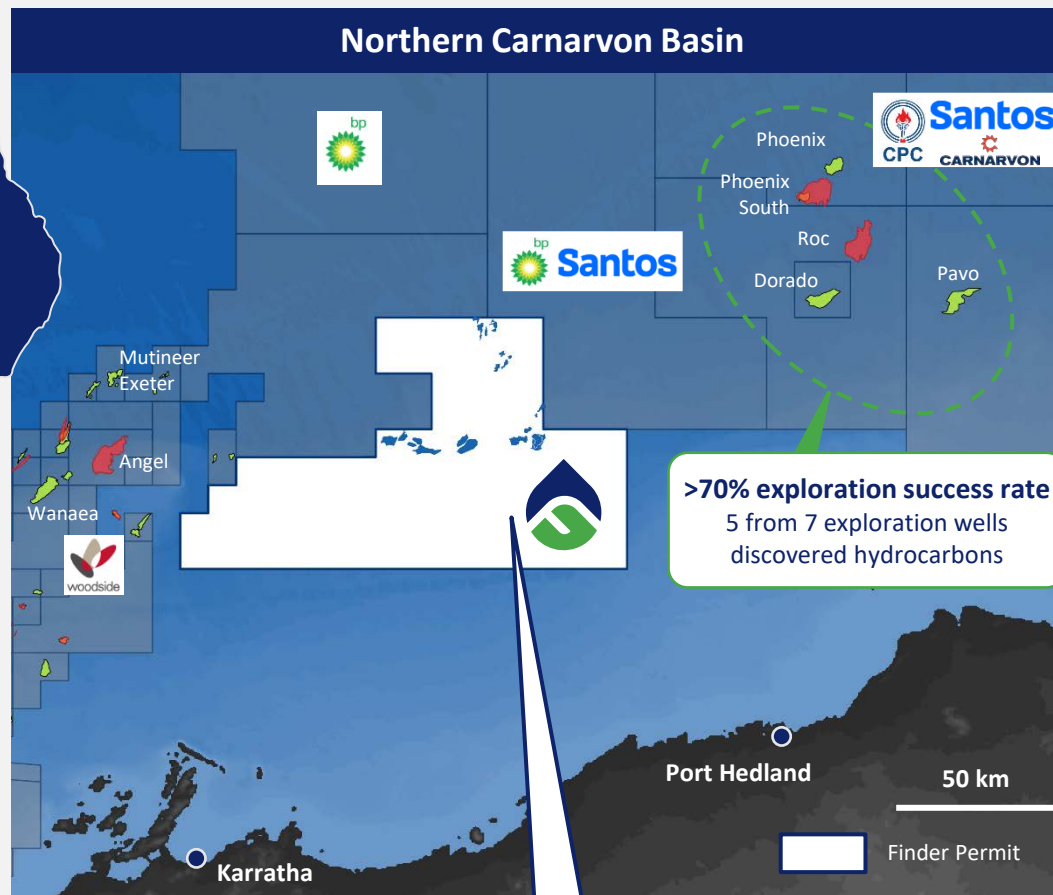 Northern Carnarvon Basin
bp
CPC
Santos
CARNARVON
Phoenix
Phoenix
South
Roc
bp
Santos
Dorado
Pavo
Mutineer
Exeter
Angel
Wanaea
woodside
>70% exploration success rate
5 from 7 exploration wells
discovered hydrocarbons
Port Hedland
50 km
Karratha
Finder Permit